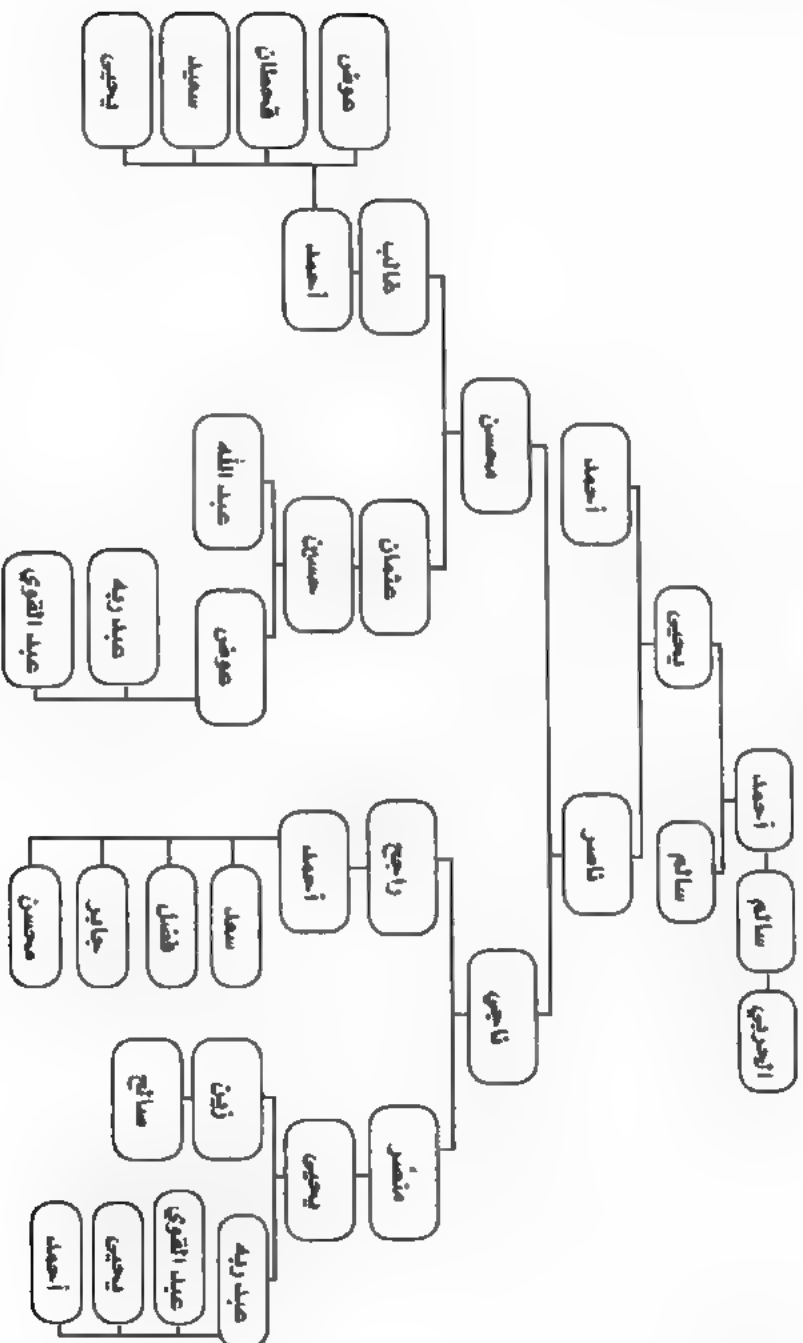 الحربي
سالم
أحمد
سالم
يحيى
ناصر
أحمد
ناجي
محسن
منصر
راجح
عثمان
غالب
يحيى
أحمد
حسين
أحمد
عبد ربه
عبد القوي
يحيى
أحمد
زين
صالح
سعد
فضل
جابر
محسن
عوض
عبد ربه
عبد القوي
عبد الله
عوض
قحطان
سعيد
يحيى